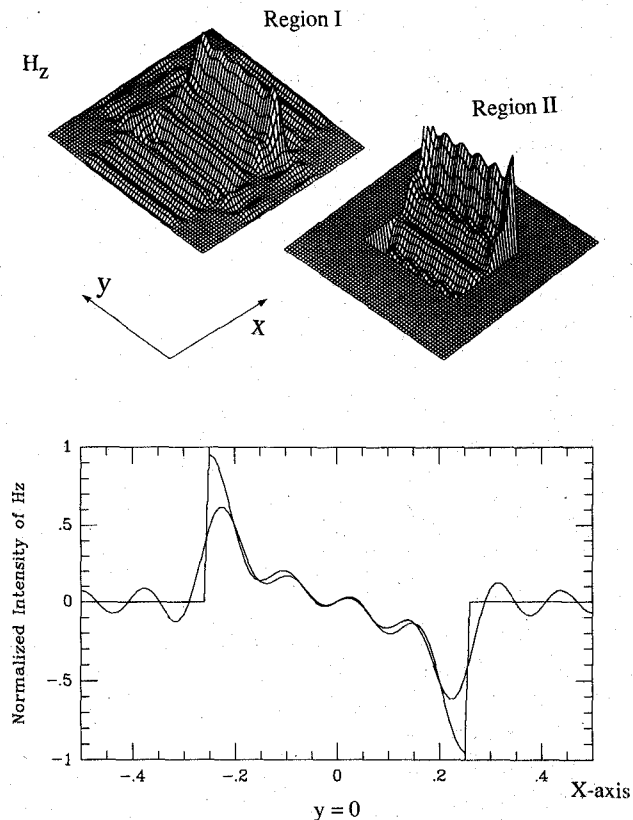 Region I
H_z
Region II
y
x
Normalized Intensity of Hz
1
.5
0
-.5
-1
-.4
-.2
0
.2
.4
X-axis
y = 0